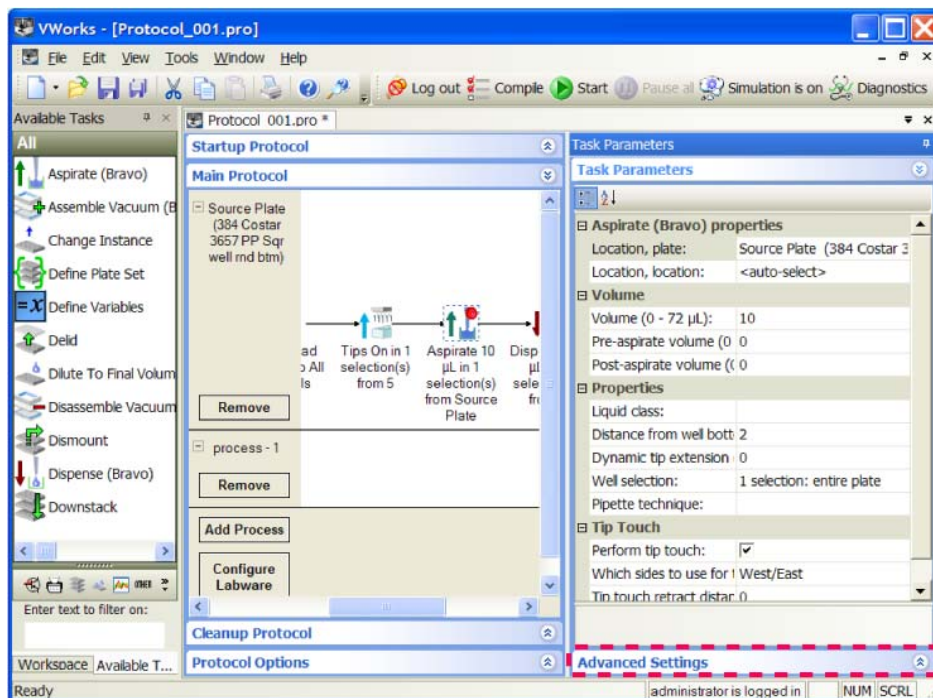 VWorks - [Protocol_001.pro]
File Edit View Tools Window Help
Log out Compile Start Pause all Simulation is on Diagnostics
Available Tasks
All
Aspirate (Bravo)
Assemble Vacuum (B
Change Instance
Define Plate Set
=x Define Variables
Delid
Dilute To Final Volum
Disassemble Vacuum
Dismount
Dispense (Bravo)
Downstack
Enter text to filter on:
Workspace Available T...
Protocol 001.pro *
Startup Protocol
Main Protocol
Source Plate
(384 Costar
3657 PP Sqr
well rnd btm)
Remove
ad
o All
ls
Tips On in 1
selection(s)
from 5
Aspirate 10
µL in 1
selection(s)
from Source
Plate
Disp
µL
sele
fr
process - 1
Remove
Add Process
Configure
Labware
Cleanup Protocol
Protocol Options
Task Parameters
Task Parameters
Aspirate (Bravo) properties
Location, plate: Source Plate (384 Costar 3
Location, location: <auto-select>
Volume
Volume (0 - 72 µL): 10
Pre-aspirate volume (0 0
Post-aspirate volume (( 0
Properties
Liquid class:
Distance from well bott 2
Dynamic tip extension 0
Well selection: 1 selection: entire plate
Pipette technique:
Tip Touch
Perform tip touch:
Which sides to use for t West/East
Tip touch retract distar 0
Advanced Settings
Ready
administrator is logged in NUM SCRL